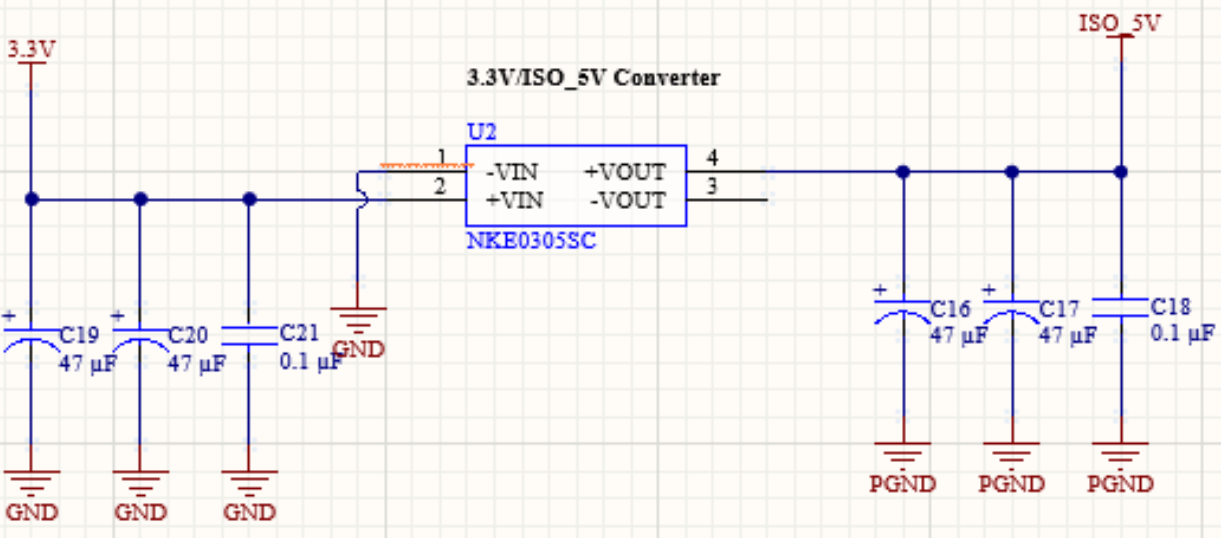 ISO_5V
3.3V
3.3V/ISO_5V Converter
U2
1
-VIN
+VOUT
4
2
+VIN
-VOUT
3
NKE0305SC
+
C19
47 µF
+
C20
47 µF
C21
0.1 µF
GND
+
C16
47 µF
+
C17
47 µF
C18
0.1 µF
GND
GND
GND
PGND
PGND
PGND